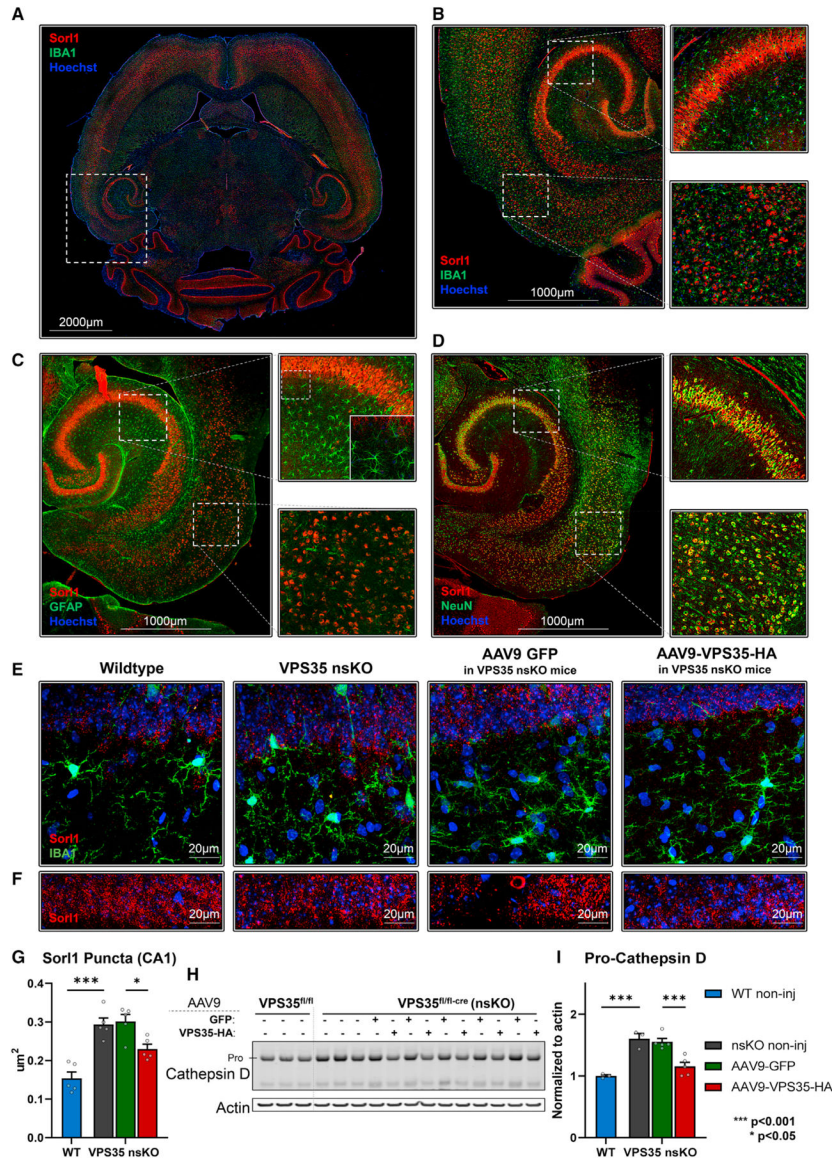 A
Sorl1
IBA1
Hoechst
2000µm
B
Sorl1
IBA1
Hoechst
1000µm
C
Sorl1
GFAP
Hoechst
1000µm
D
Sorl1
NeuN
Hoechst
1000µm
E
Wildtype
VPS35 nsKO
AAV9 GFP
in VPS35 nsKO mice
AAV9-VPS35-HA
in VPS35 nsKO mice
Sorl1
IBA1
20µm
20µm
20µm
20µm
F
Sorl1
20µm
20µm
20µm
20µm
G
Sorl1 Puncta (CA1)
um²
0.4
0.3
0.2
0.1
0.0
***
*
WT
VPS35 nsKO
H
AAV9
VPS35fl/fl
VPS35fl/fl-cre (nsKO)
GFP:
- - - - - - + - + - + - + - + -
VPS35-HA:
- - - - - - - + - + - + - + - +
Pro
Cathepsin D
Actin
I
Pro-Cathepsin D
Normalized to actin
2
1
0
***
***
WT
VPS35 nsKO
WT non-inj
nsKO non-inj
AAV9-GFP
AAV9-VPS35-HA
*** p<0.001
* p<0.05